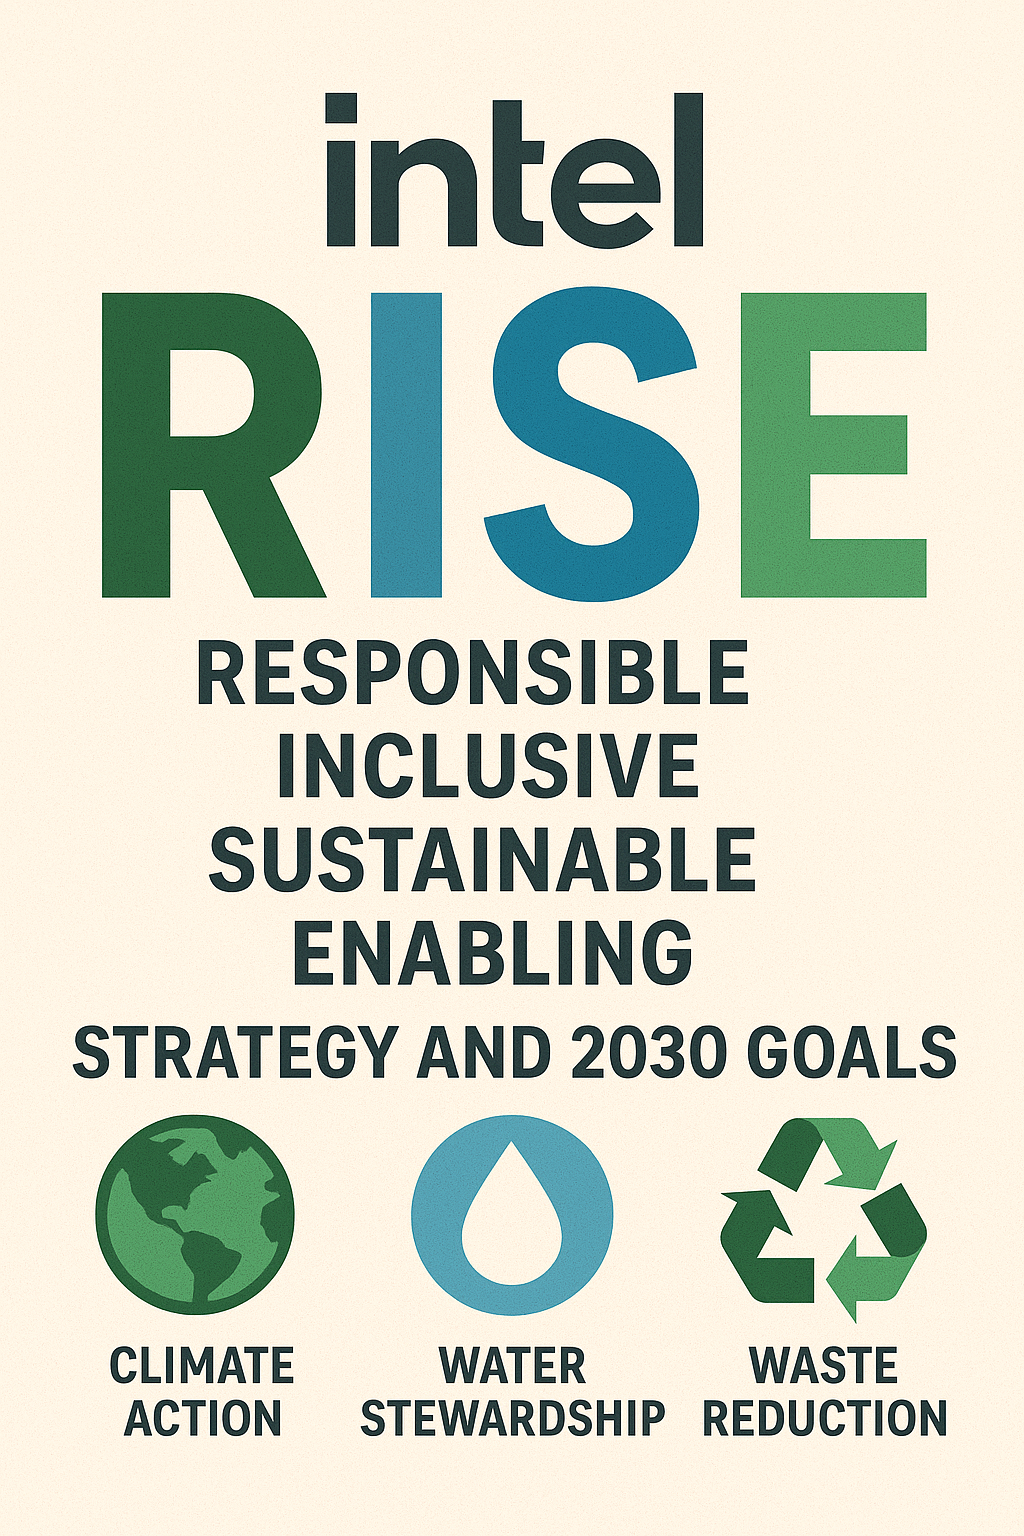 intel
RISE
RESPONSIBLE
INCLUSIVE
SUSTAINABLE
ENABLING
STRATEGY AND 2030 GOALS
CLIMATE
ACTION
WATER
STEWARDSHIP
WASTE
REDUCTION